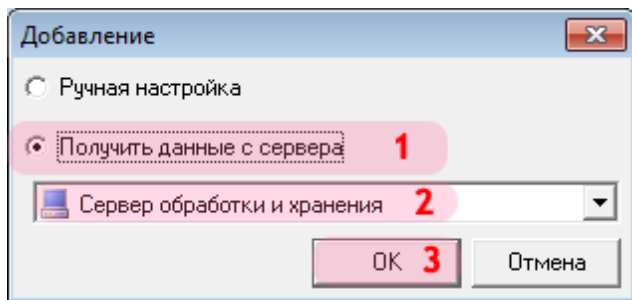 Добавление
Ручная настройка
Получить данные с сервера 1
Сервер обработки и хранения 2
OK 3 Отмена